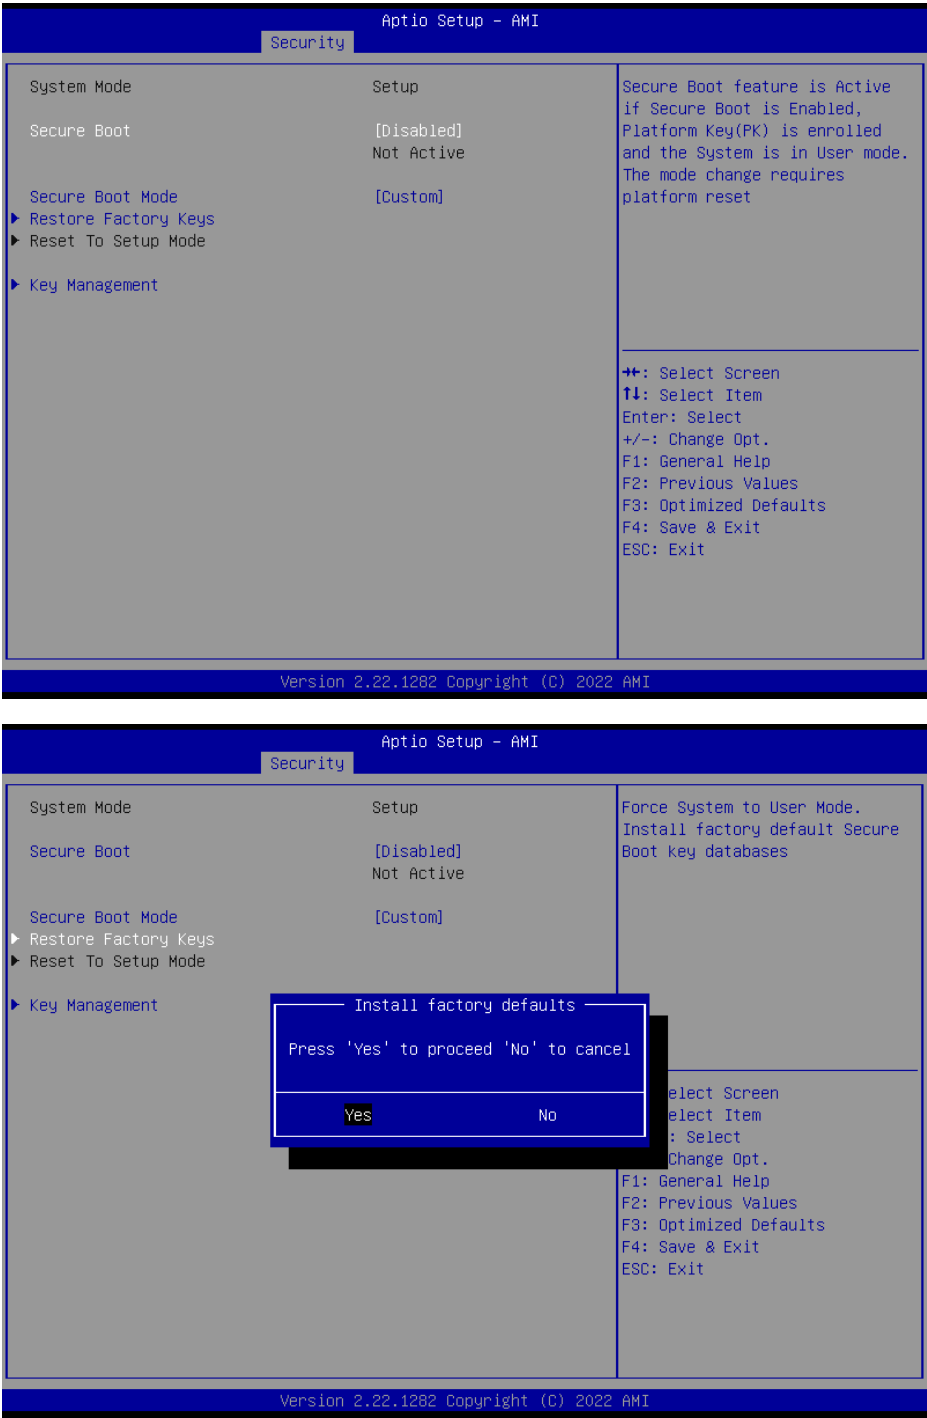 Aptio Setup – AMI
Security
System Mode Setup
Secure Boot [Disabled]
Not Active
Secure Boot Mode [Custom]
Restore Factory Keys
Reset To Setup Mode
Key Management
Secure Boot feature is Active
if Secure Boot is Enabled,
Platform Key(PK) is enrolled
and the System is in User mode.
The mode change requires
platform reset
→←: Select Screen
↑↓: Select Item
Enter: Select
+/-: Change Opt.
F1: General Help
F2: Previous Values
F3: Optimized Defaults
F4: Save & Exit
ESC: Exit
Version 2.22.1282 Copyright (C) 2022 AMI
Aptio Setup – AMI
Security
System Mode Setup
Secure Boot [Disabled]
Not Active
Secure Boot Mode [Custom]
Restore Factory Keys
Reset To Setup Mode
Key Management
Install factory defaults
Press 'Yes' to proceed 'No' to cancel
Yes No
Force System to User Mode.
Install factory default Secure
Boot key databases
elect Screen
elect Item
: Select
Change Opt.
F1: General Help
F2: Previous Values
F3: Optimized Defaults
F4: Save & Exit
ESC: Exit
Version 2.22.1282 Copyright (C) 2022 AMI